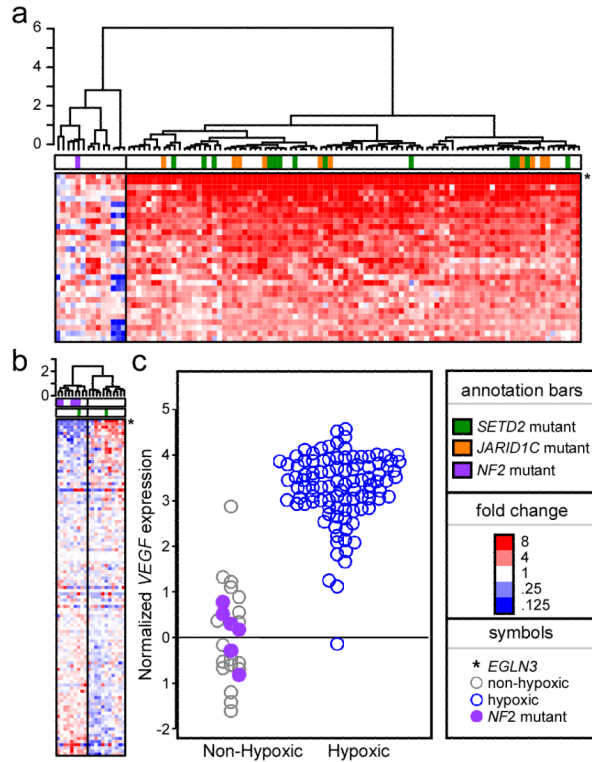 a
6
4
2
0
*
b
2
0
*
c
Normalized VEGF expression
5
4
3
2
1
0
1
-2
Non-Hypoxic
Hypoxic
annotation bars
SETD2 mutant
JARID1C mutant
NF2 mutant
fold change
8
4
1
.25
.125
symbols
* EGLN3
non-hypoxic
hypoxic
NF2 mutant